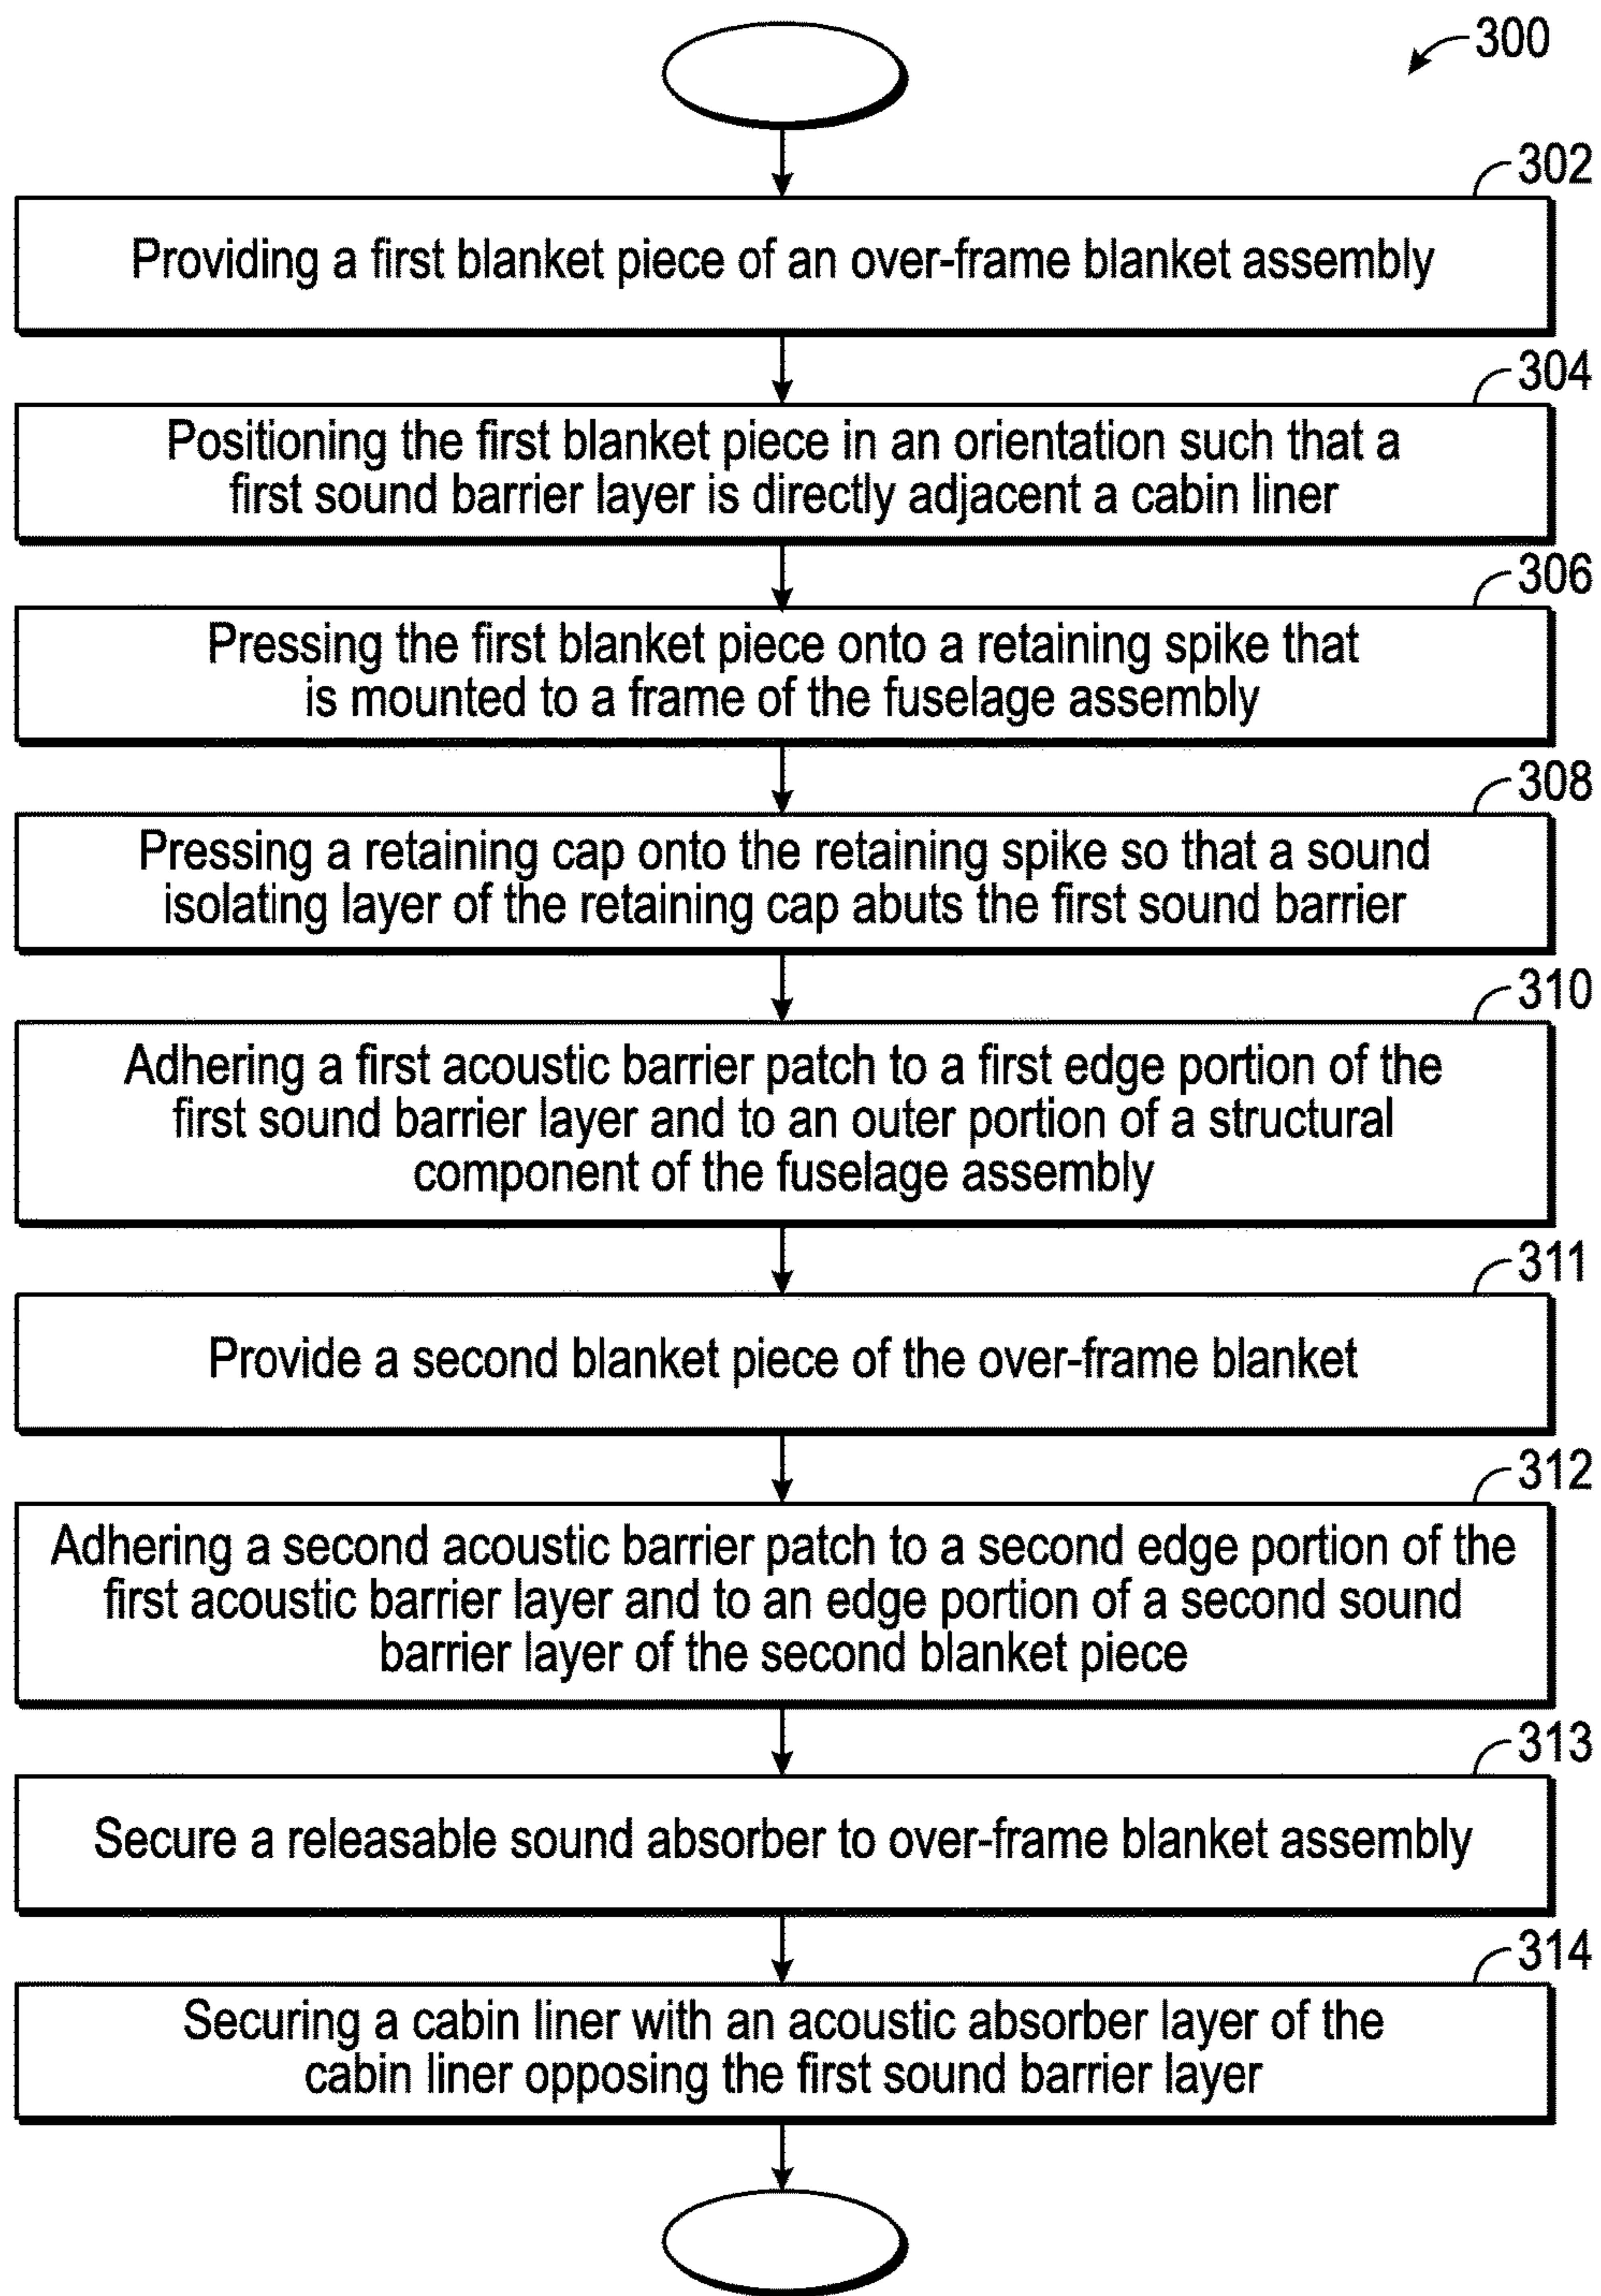 300
302
Providing a first blanket piece of an over-frame blanket assembly
304
Positioning the first blanket piece in an orientation such that a
first sound barrier layer is directly adjacent a cabin liner
306
Pressing the first blanket piece onto a retaining spike that
is mounted to a frame of the fuselage assembly
308
Pressing a retaining cap onto the retaining spike so that a sound
isolating layer of the retaining cap abuts the first sound barrier
310
Adhering a first acoustic barrier patch to a first edge portion of the
first sound barrier layer and to an outer portion of a structural
component of the fuselage assembly
311
Provide a second blanket piece of the over-frame blanket
312
Adhering a second acoustic barrier patch to a second edge portion of the
first acoustic barrier layer and to an edge portion of a second sound
barrier layer of the second blanket piece
313
Secure a releasable sound absorber to over-frame blanket assembly
314
Securing a cabin liner with an acoustic absorber layer of the
cabin liner opposing the first sound barrier layer